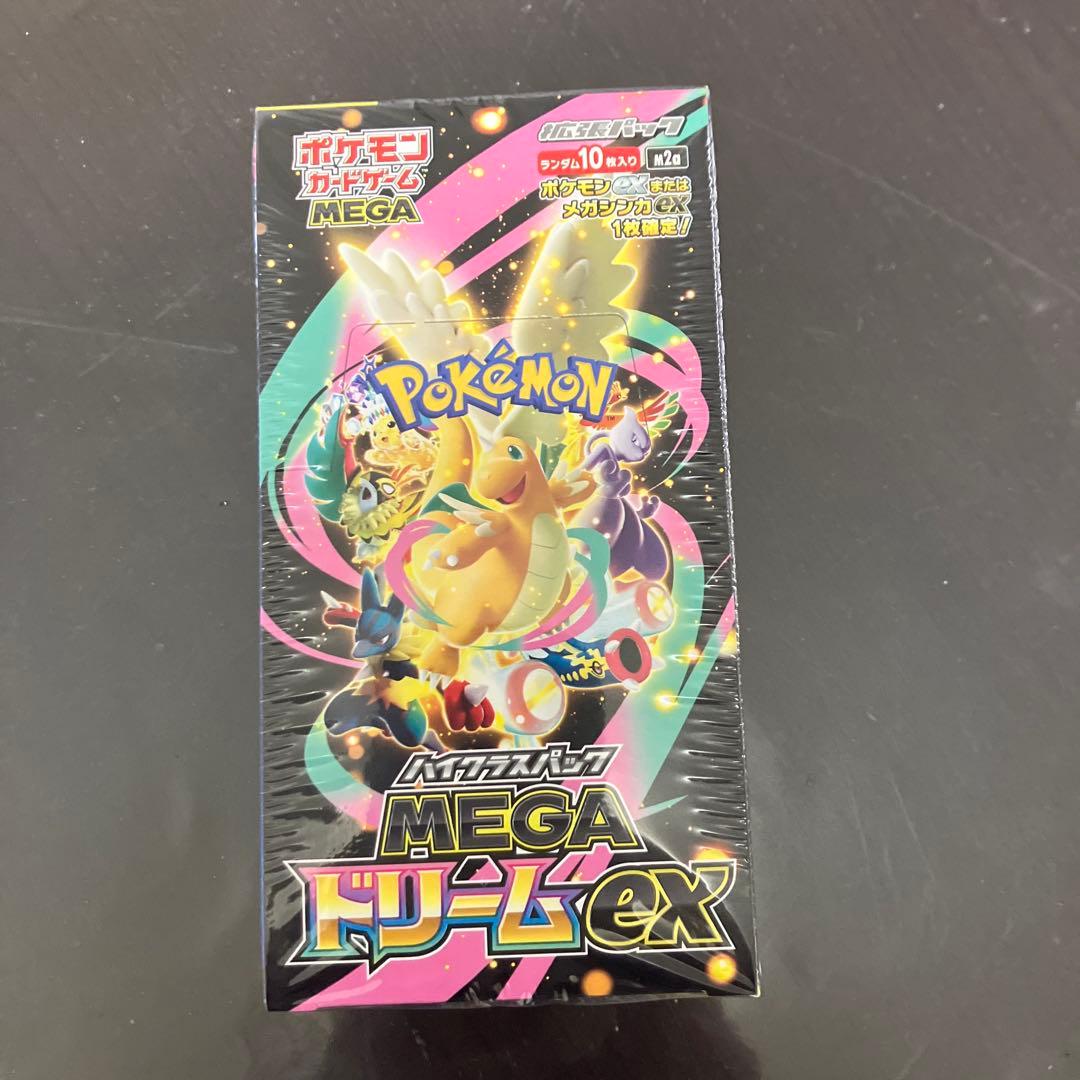 ポケモン
カードゲーム
MEGA
拡張パック
ランダム10枚入り M2a
ポケモンexまたは
メガシンカex
1枚確定!
POKéMON
TM
ハイクラスパック
MEGA
ドリームex